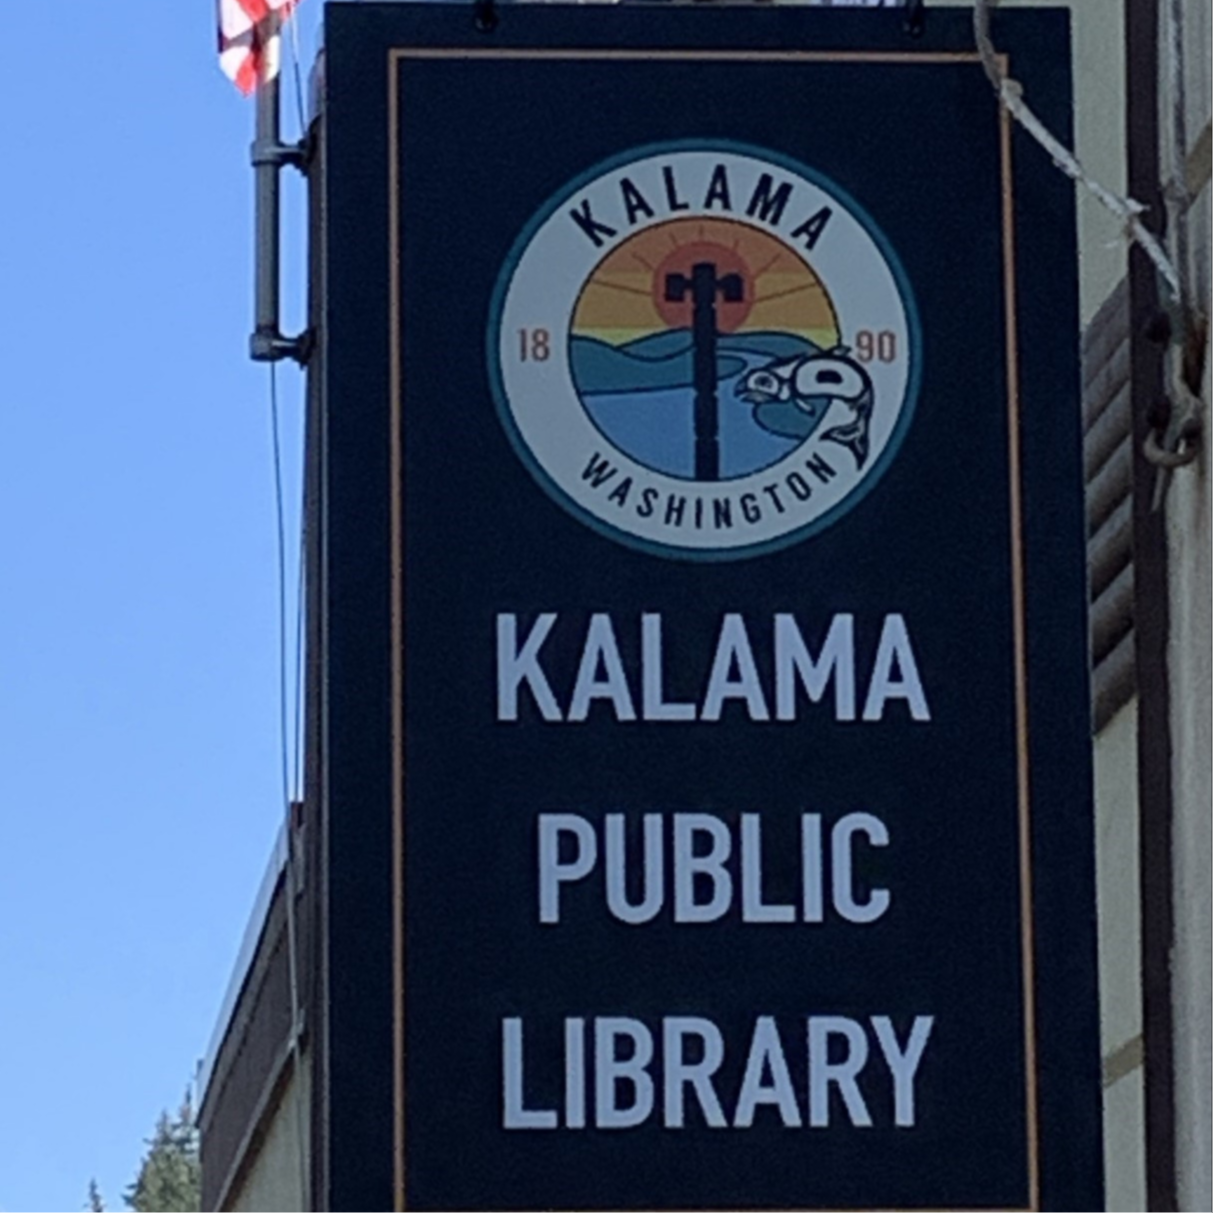 KALAMA
18 90
WASHINGTON
KALAMA
PUBLIC
LIBRARY